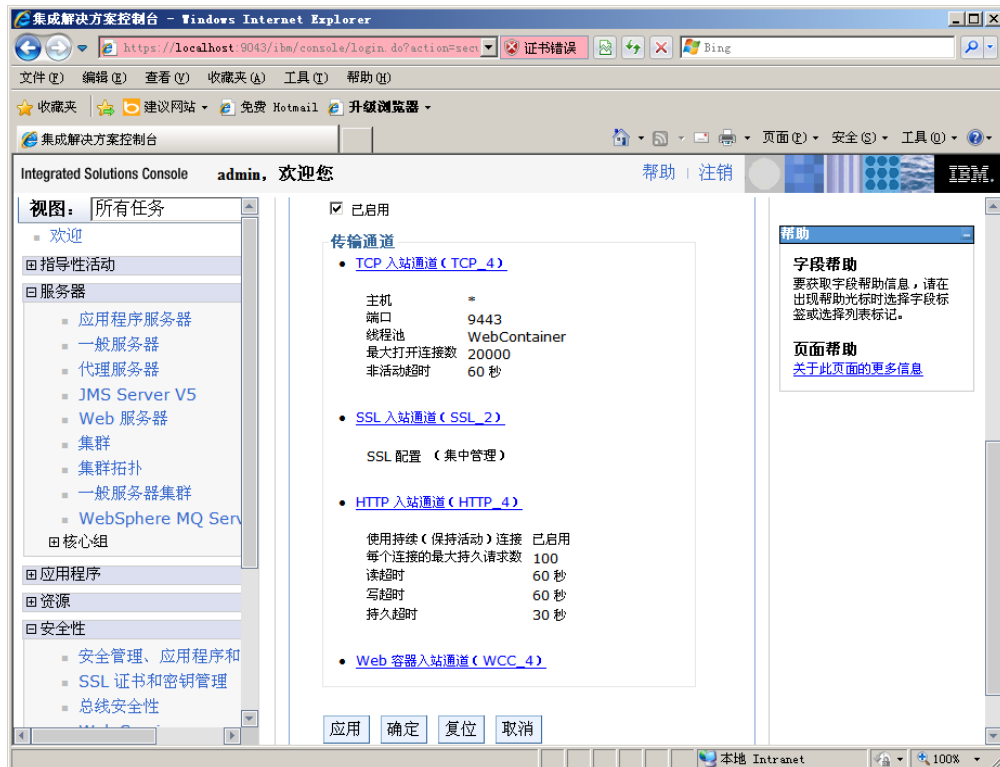 集成解决方案控制台 - Windows Internet Explorer
https://localhost:9043/ibm/console/login.do?action=secu
证书错误
Bing
文件(F) 编辑(E) 查看(V) 收藏夹(A) 工具(T) 帮助(H)
收藏夹 建议网站 免费 Hotmail 升级浏览器
集成解决方案控制台
页面(P) 安全(S) 工具(O)
Integrated Solutions Console admin, 欢迎您
帮助 | 注销
IBM.
视图: 所有任务
欢迎
指导性活动
服务器
应用程序服务器
一般服务器
代理服务器
JMS Server V5
Web 服务器
集群
集群拓扑
一般服务器集群
WebSphere MQ Serv
核心组
应用程序
资源
安全性
安全管理、应用程序和
SSL 证书和密钥管理
总线安全性
已启用
传输通道
TCP 入站通道(TCP_4)
主机 *
端口 9443
线程池 WebContainer
最大打开连接数 20000
非活动超时 60 秒
SSL 入站通道(SSL_2)
SSL 配置 (集中管理)
HTTP 入站通道(HTTP_4)
使用持续(保持活动)连接 已启用
每个连接的最大持久请求数 100
读超时 60 秒
写超时 60 秒
持久超时 30 秒
Web 容器入站通道(WCC_4)
应用 确定 复位 取消
帮助
字段帮助
要获取字段帮助信息,请在
出现帮助光标时选择字段标
签或选择列表标记。
页面帮助
关于此页面的更多信息
本地 Intranet
100%